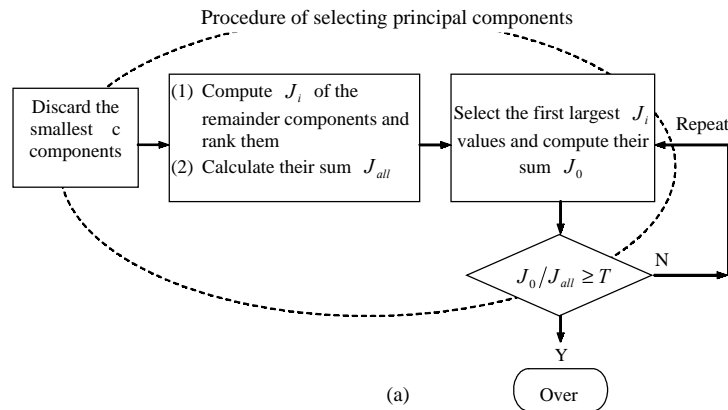 Procedure of selecting principal components
Discard the
smallest c
components
(1) Compute J_i of the
remainder components and
rank them
(2) Calculate their sum J_all
Select the first largest J_i
values and compute their
sum J_0
Repeat
J_0/J_all ≥ T
N
Y
Over
(a)